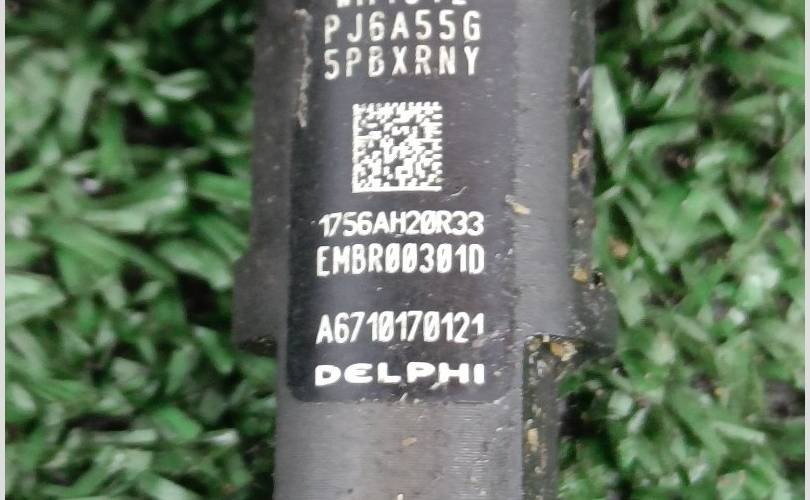 PJ6A55G
5PBXRNY
1756AH20R33
EMBR00301D
A6710170121
DELPHI